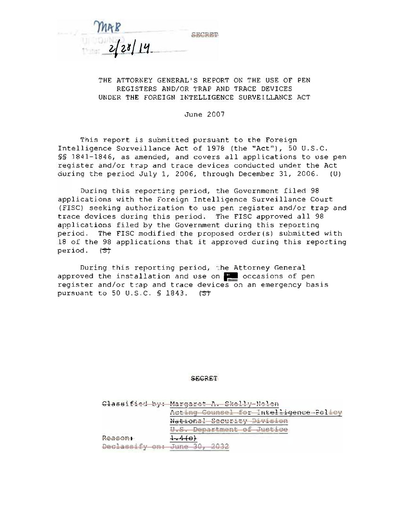 MAB
SECRET
2/28/14
THE ATTORNEY GENERAL'S REPORT ON THE USE OF PEN
REGISTERS AND/OR TRAP AND TRACE DEVICES
UNDER THE FOREIGN INTELLIGENCE SURVEILLANCE ACT
June 2007
This report is submitted pursuant to the Foreign
Intelligence Surveillance Act of 1978 (the "Act"), 50 U.S.C.
§§ 1841-1846, as amended, and covers all applications to use pen
register and/or trap and trace devices conducted under the Act
during the period July 1, 2006, through December 31, 2006. (U)
During this reporting period, the Government filed 98
applications with the Foreign Intelligence Surveillance Court
(FISC) seeking authorization to use pen register and/or trap and
trace devices during this period. The FISC approved all 98
applications filed by the Government during this reporting
period. The FISC modified the proposed order(s) submitted with
18 of the 98 applications that it approved during this reporting
period. (S)
During this reporting period, the Attorney General
approved the installation and use on occasions of pen
register and/or trap and trace devices on an emergency basis
pursuant to 50 U.S.C. § 1843. (S)
SECRET
Classified by: Margaret A. Skelly-Nolen
Acting Counsel for Intelligence Policy
National Security Division
U.S. Department of Justice
Reason: 1.4(c)
Declassify on: June 30, 2032